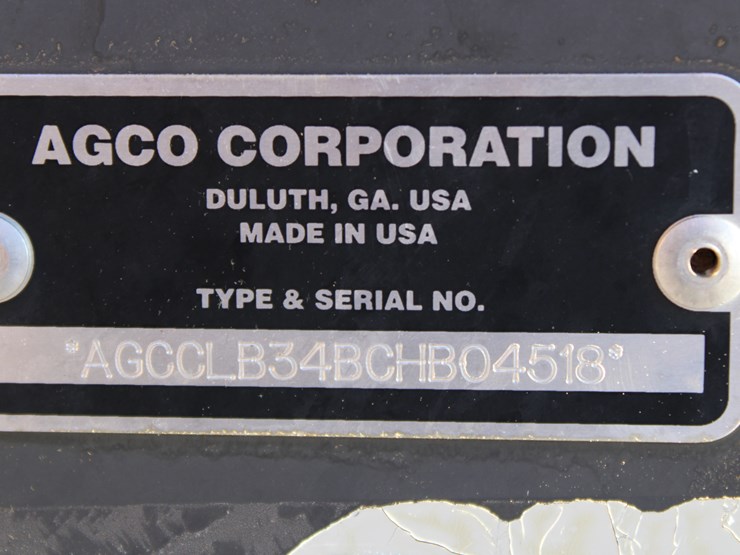 AGCO CORPORATION
DULUTH, GA. USA
MADE IN USA
TYPE & SERIAL NO.
*AGCCLB34BCHB04518*